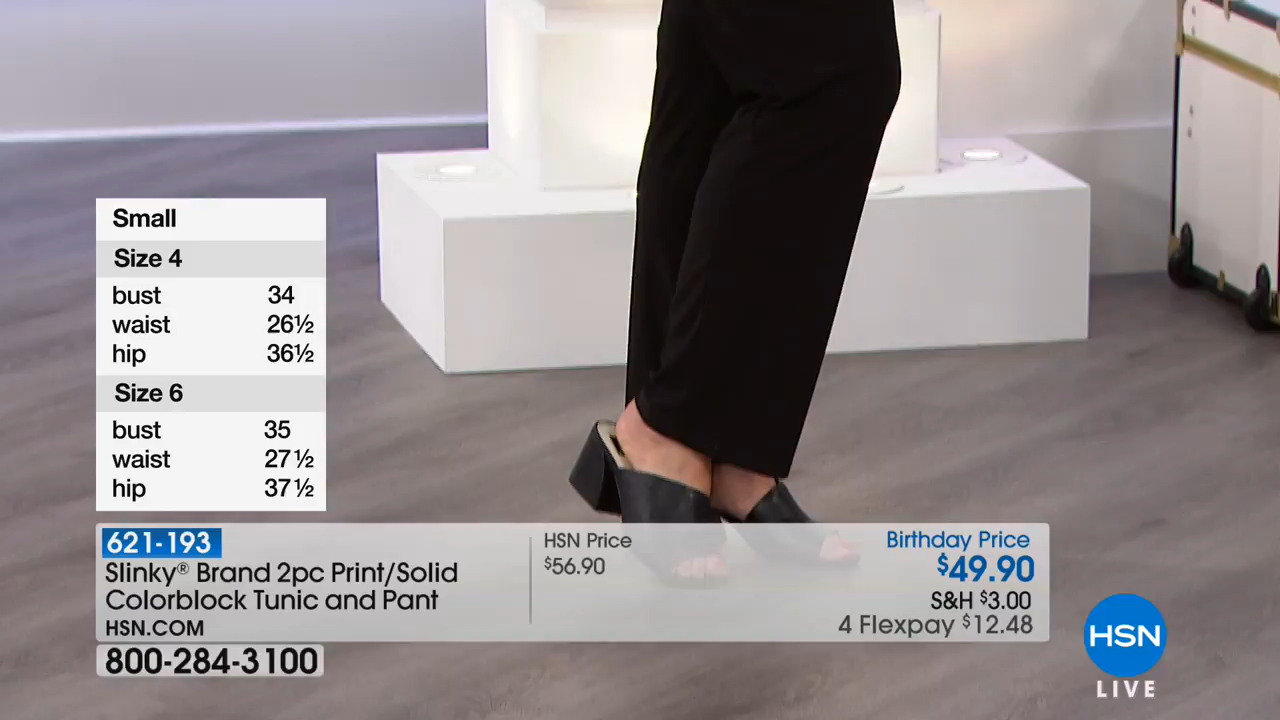 Small
Size 4
bust 34
waist 26½
hip 36½
Size 6
bust 35
waist 27½
hip 37½
621-193
Slinky® Brand 2pc Print/Solid
Colorblock Tunic and Pant
HSN.COM
800-284-3100
HSN Price
$56.90
Birthday Price
$49.90
S&H $3.00
4 Flexpay $12.48
HSN
LIVE